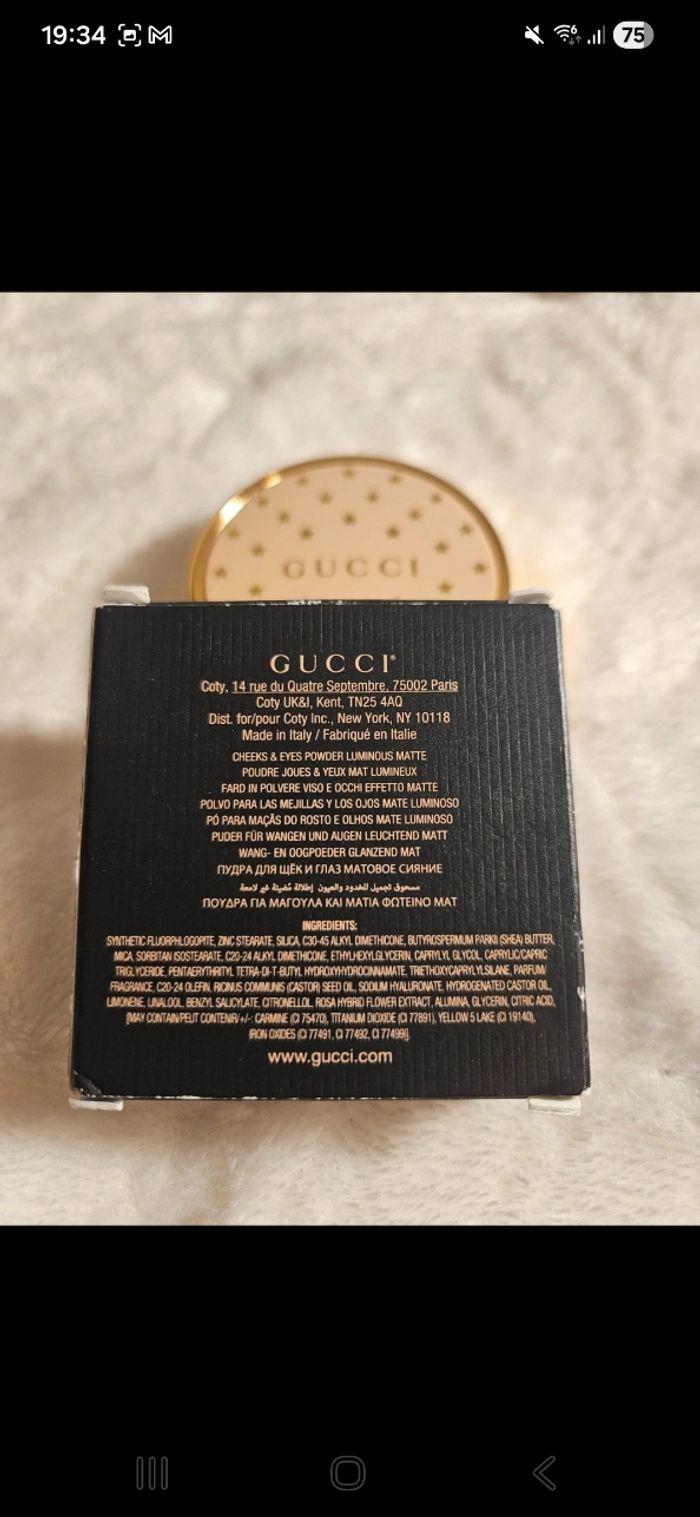 19:34
75
GUCCI
GUCCI®
Coty, 14 rue du Quatre Septembre, 75002 Paris
Coty UK&I, Kent, TN25 4AQ
Dist. for/pour Coty Inc., New York, NY 10118
Made in Italy / Fabriqué en Italie
CHEEKS & EYES POWDER LUMINOUS MATTE
POUDRE JOUES & YEUX MAT LUMINEUX
FARD IN POLVERE VISO E OCCHI EFFETTO MATTE
POLVO PARA LAS MEJILLAS Y LOS OJOS MATE LUMINOSO
PÓ PARA MAÇÃS DO ROSTO E OLHOS MATE LUMINOSO
PUDER FÜR WANGEN UND AUGEN LEUCHTEND MATT
WANG- EN OOGPOEDER GLANZEND MAT
ПУДРА ДЛЯ ЩЁК И ГЛАЗ МАТОВОЕ СИЯНИЕ
مسحوق تجميل للخدود والعيون إطلالة مُضيئة غير لامعة
ΠΟΥΔΡΑ ΓΙΑ ΜΑΓΟΥΛΑ ΚΑΙ ΜΑΤΙΑ ΦΩΤΕΙΝΟ ΜΑΤ
INGREDIENTS:
SYNTHETIC FLUORPHLOGOPITE, ZINC STEARATE, SILICA, C30-45 ALKYL DIMETHICONE, BUTYROSPERMUM PARKII (SHEA) BUTTER,
MICA, SORBITAN ISOSTEARATE, C20-24 ALKYL DIMETHICONE, ETHYLHEXYLGLYCERIN, CAPRYLYL GLYCOL, CAPRYLIC/CAPRIC
TRIGLYCERIDE, PENTAERYTHRITYL TETRA-DI-T-BUTYL HYDROXYHYDROCINNAMATE, TRIETHOXYCAPRYLYLSILANE, PARFUM/
FRAGRANCE, C20-24 OLEFIN, RICINUS COMMUNIS (CASTOR) SEED OIL, SODIUM HYALURONATE, HYDROGENATED CASTOR OIL,
LIMONENE, LINALOOL, BENZYL SALICYLATE, CITRONELLOL, ROSA HYBRID FLOWER EXTRACT, ALUMINA, GLYCERIN, CITRIC ACID,
[MAY CONTAIN/PEUT CONTENIR/+/-: CARMINE (CI 75470), TITANIUM DIOXIDE (CI 77891), YELLOW 5 LAKE (CI 19140),
IRON OXIDES (CI 77491, CI 77492, CI 77499)].
www.gucci.com